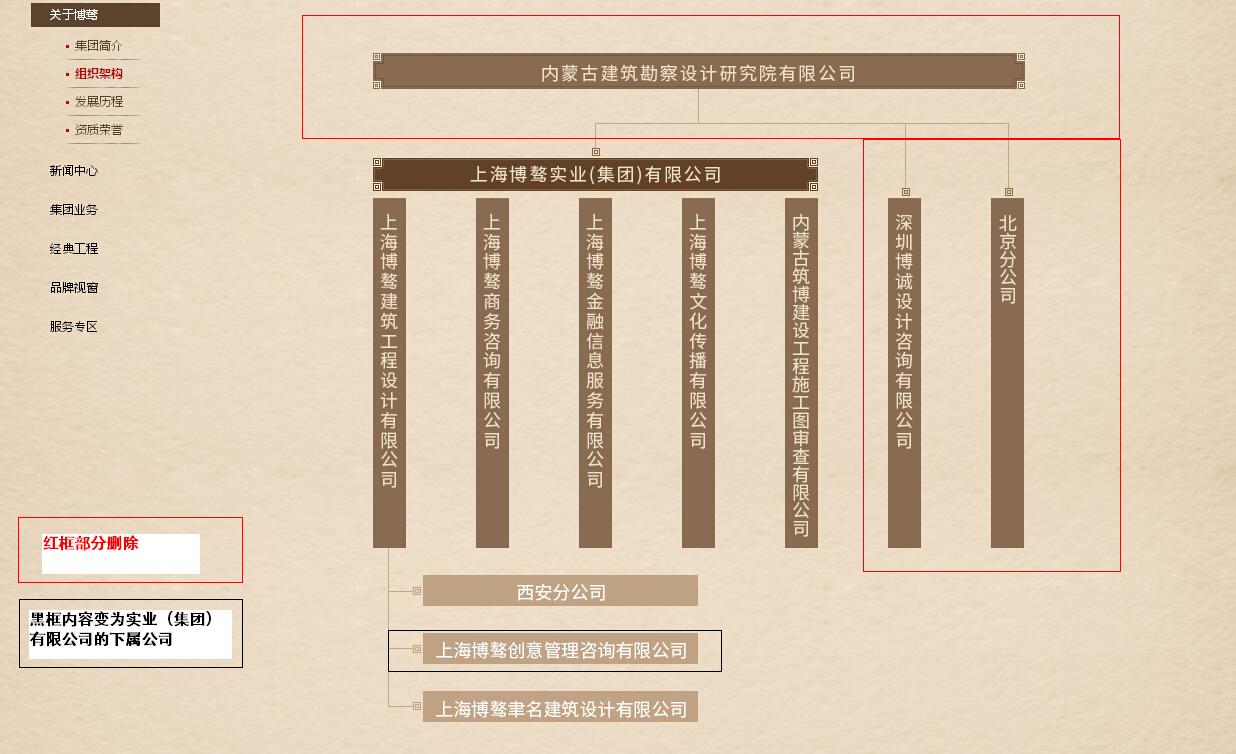 关于博骜
集团简介
组织架构
发展历程
资质荣誉
新闻中心
集团业务
经典工程
品牌视窗
服务专区
内蒙古建筑勘察设计研究院有限公司
上海博骜实业(集团)有限公司
上海博骜建筑工程设计有限公司
上海博骜商务咨询有限公司
上海博骜金融信息服务有限公司
上海博骜文化传播有限公司
内蒙古筑博建设工程施工图审查有限公司
深圳博诚设计咨询有限公司
北京分公司
西安分公司
上海博骜创意管理咨询有限公司
上海博骜聿名建筑设计有限公司
红框部分删除
黑框内容变为实业（集团）
有限公司的下属公司